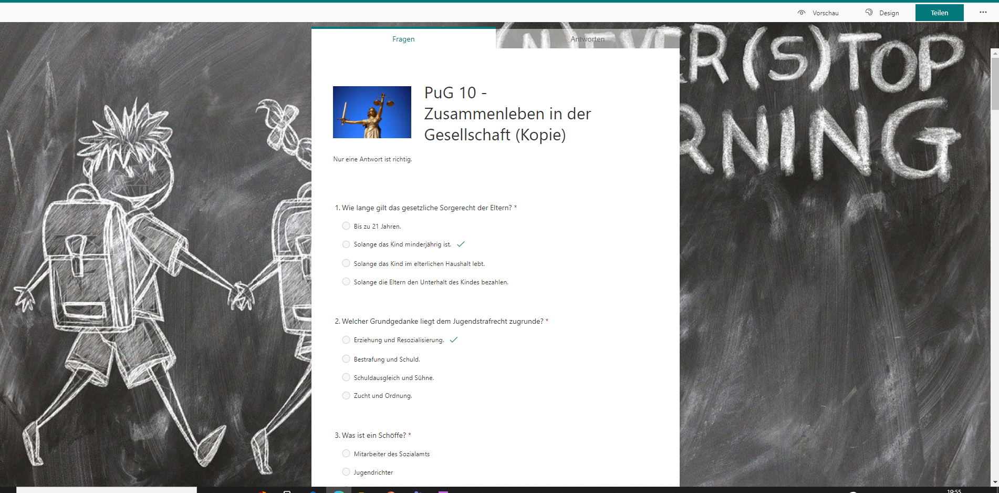 Vorschau
Design
Teilen
Fragen
Antworten
(N)EVER (S)TOP
RNING
PuG 10 -
Zusammenleben in der
Gesellschaft (Kopie)
Nur eine Antwort ist richtig.
1. Wie lange gilt das gesetzliche Sorgerecht der Eltern? *
Bis zu 21 Jahren.
Solange das Kind minderjährig ist.
Solange das Kind im elterlichen Haushalt lebt.
Solange die Eltern den Unterhalt des Kindes bezahlen.
2. Welcher Grundgedanke liegt dem Jugendstrafrecht zugrunde? *
Erziehung und Resozialisierung.
Bestrafung und Schuld.
Schuldausgleich und Sühne.
Zucht und Ordnung.
3. Was ist ein Schöffe? *
Mitarbeiter des Sozialamts
Jugendrichter
19:55